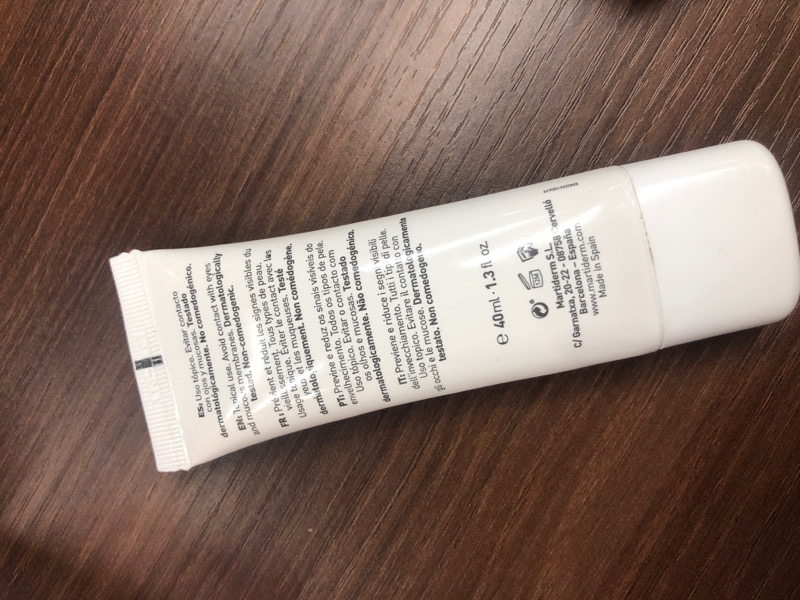 ES: Uso tópico. Evitar contacto
con ojos y mucosas. Testado
dermatológicamente. No comedogénico.
EN: Topical use. Avoid contact with eyes
and mucous membranes. Dermatologically
tested. Non-comedogenic.
FR : Prévient et réduit les signes visibles du
vieillissement. Tous types de peau.
Usage topique. Éviter le contact avec les
yeux et les muqueuses. Testé
dermatologiquement. Non comédogène.
PT: Previne e reduz os sinais visíveis do
envelhecimento. Todos os tipos de pele.
Uso tópico. Evitar o contacto com
os olhos e mucosas. Testado
dermatologicamente. Não comedogénico.
IT: Previene e riduce i segni visibili
dell'invecchiamento. Tutti i tipi di pelle.
Uso topico. Evitare il contatto con
gli occhi e le mucose. Dermatologicamente
testato. Non comedogeno.
℮ 40ml · 1.3 fl oz.
12M
Martiderm S.L.
C/ Garnatxa, 20-22 - 08758 Cervelló
Barcelona – España
www.martiderm.com
Made in Spain